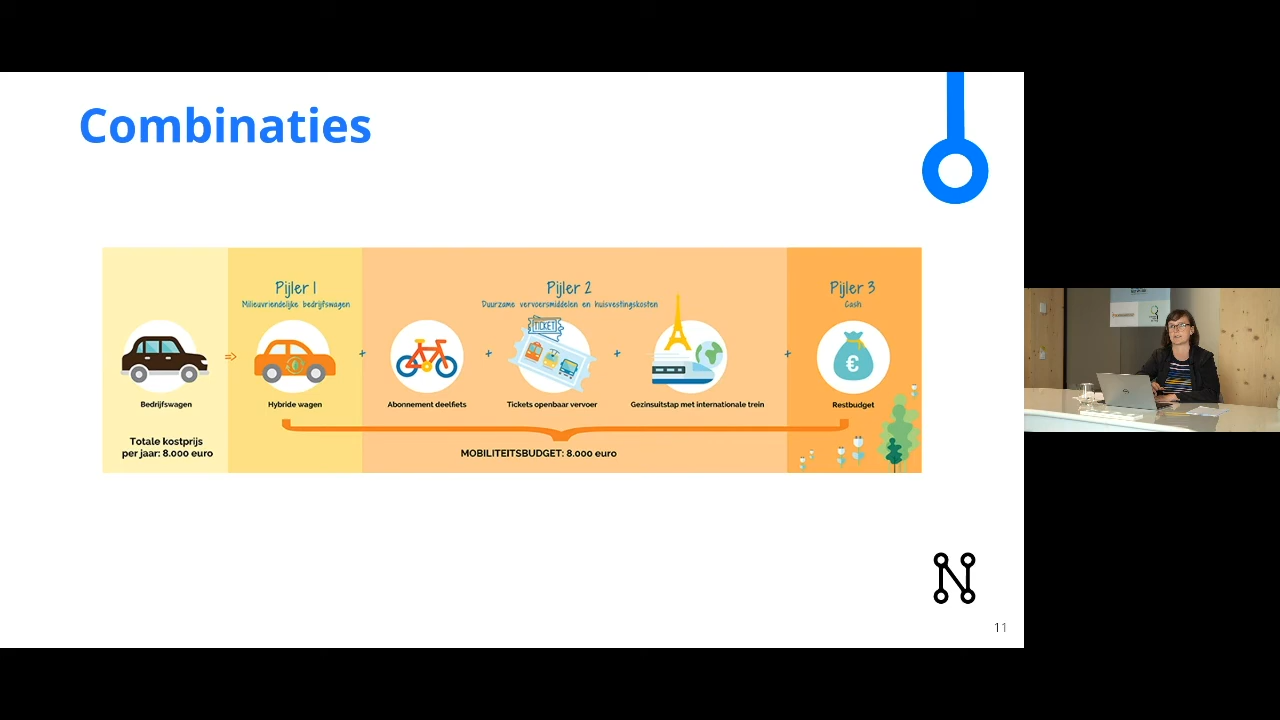 Combinaties
Pijler 1
Milieuvriendelijke bedrijfswagen
Pijler 2
Duurzame vervoersmiddelen en huisvestingskosten
Pijler 3
Cash
TICKET
⇒
+
+
+
+
€
Bedrijfswagen
Hybride wagen
Abonnement deelfiets
Tickets openbaar vervoer
Gezinsuitstap met internationale trein
Restbudget
Totale kostprijs
per jaar: 8.000 euro
MOBILITEITSBUDGET: 8.000 euro
N
11